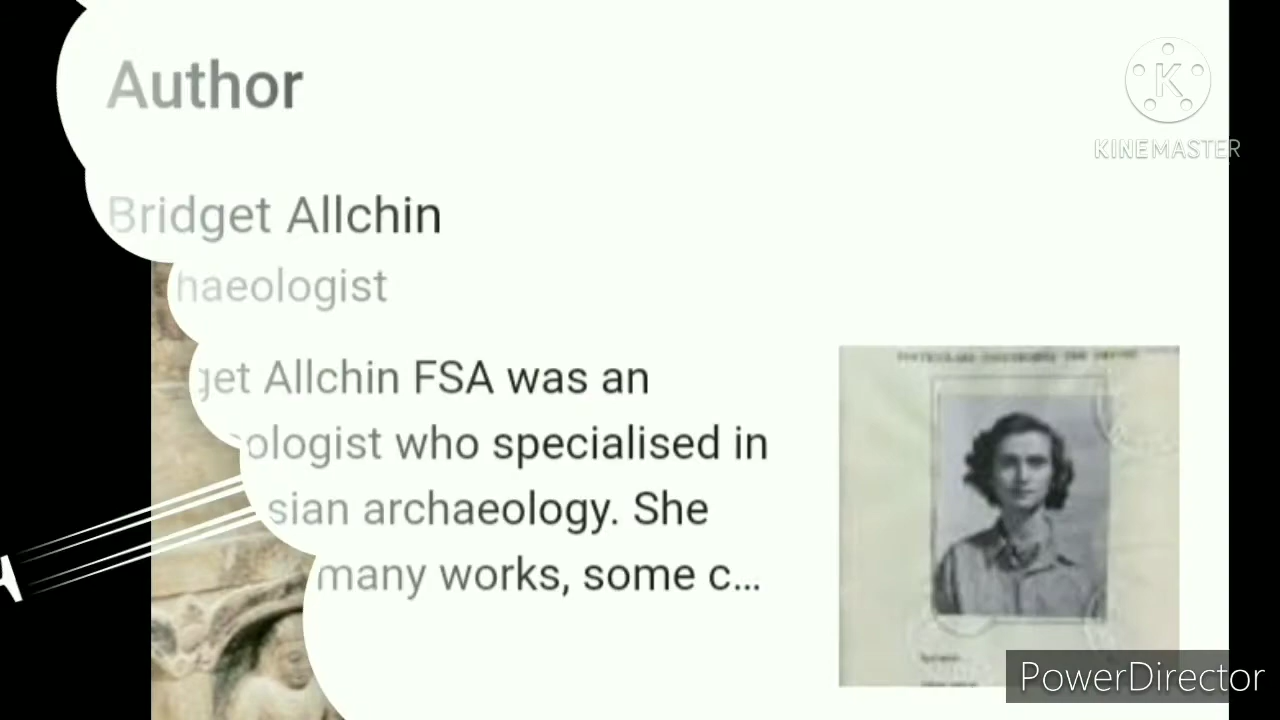 Author
KINEMASTER
Bridget Allchin
haeologist
get Allchin FSA was an
ologist who specialised in
sian archaeology. She
many works, some c...
PowerDirector